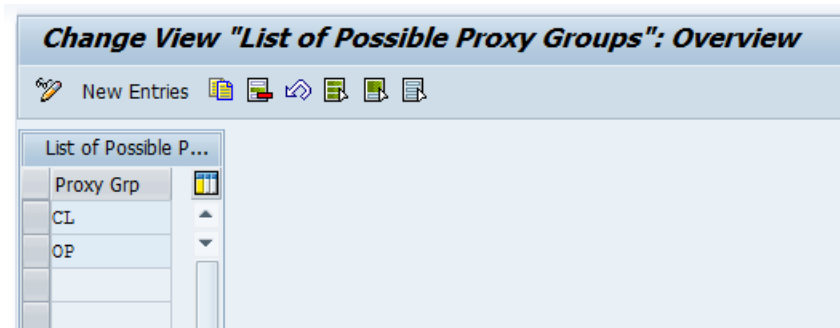 Change View "List of Possible Proxy Groups": Overview
New Entries
List of Possible P...
Proxy Grp
CL
OP